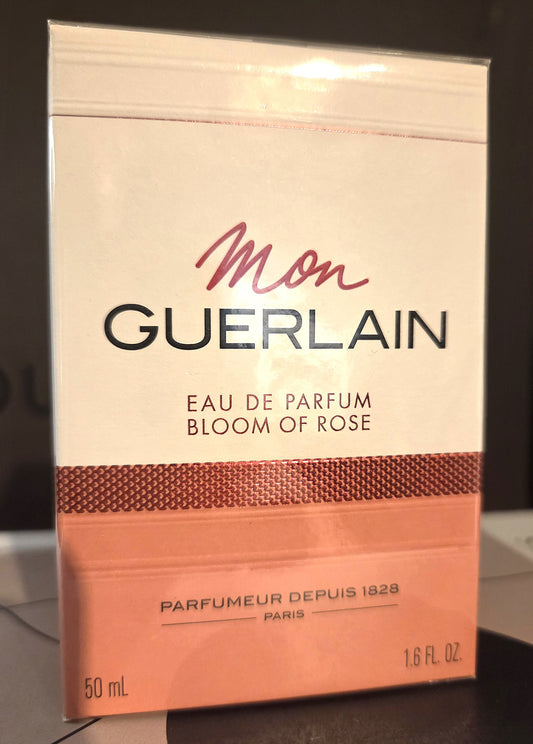 Mon
GUERLAIN
EAU DE PARFUM
BLOOM OF ROSE
PARFUMEUR DEPUIS 1828
PARIS
50 mL
1.6 FL. OZ.